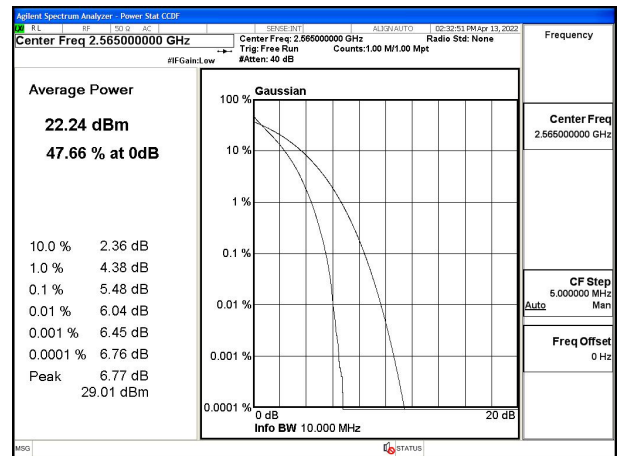 Agilent Spectrum Analyzer - Power Stat CCDF
RL RF 50 Ω AC SENSE:INT ALIGN AUTO 02:32:51 PM Apr 13, 2022
Center Freq 2.565000000 GHz
Center Freq: 2.565000000 GHz Radio Std: None
Trig: Free Run Counts:1.00 M/1.00 Mpt
#IFGain:Low #Atten: 40 dB
Frequency
Average Power
22.24 dBm
47.66 % at 0dB
10.0 % 2.36 dB
1.0 % 4.38 dB
0.1 % 5.48 dB
0.01 % 6.04 dB
0.001 % 6.45 dB
0.0001 % 6.76 dB
Peak 6.77 dB
29.01 dBm
Gaussian
100 %
10 %
1 %
0.1 %
0.01 %
0.001 %
0.0001 %
0 dB 20 dB
Info BW 10.000 MHz
Center Freq
2.565000000 GHz
CF Step
5.000000 MHz
Auto Man
Freq Offset
0 Hz
MSG STATUS